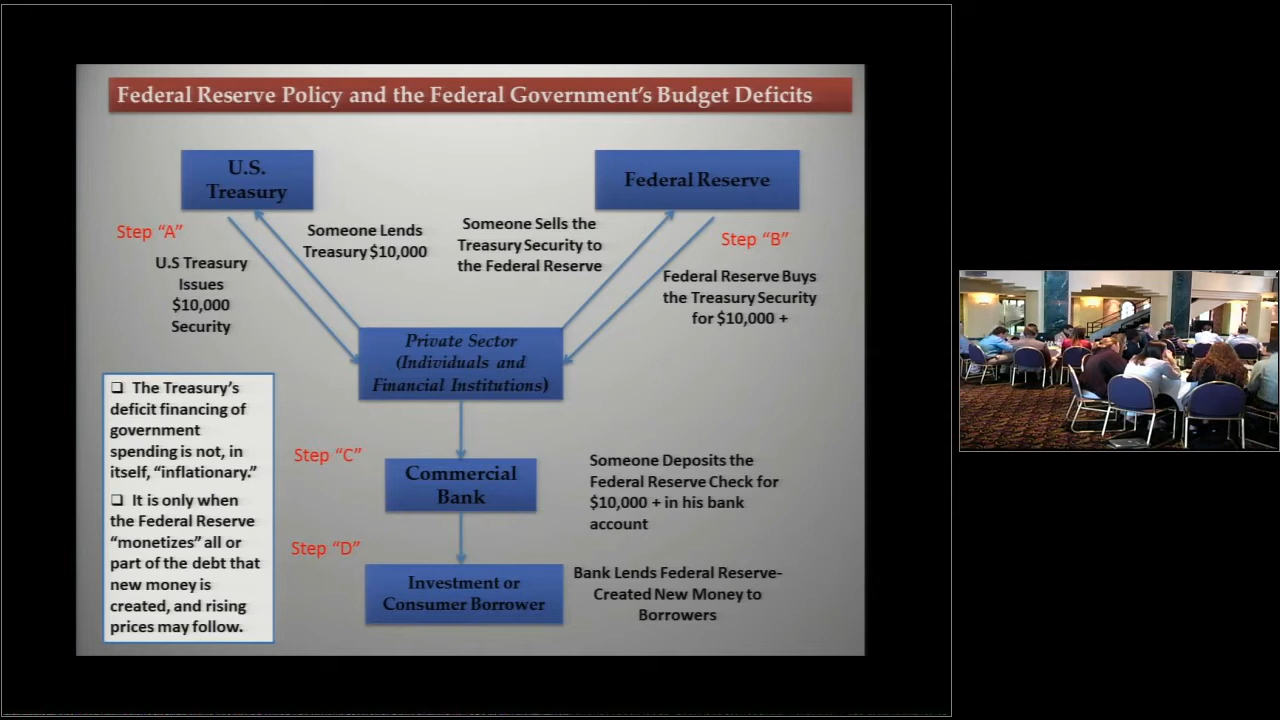 Federal Reserve Policy and the Federal Government's Budget Deficits
U.S.
Treasury
Federal Reserve
Step “A”
U.S Treasury
Issues
$10,000
Security
Someone Lends
Treasury $10,000
Someone Sells the
Treasury Security to
the Federal Reserve
Step “B”
Federal Reserve Buys
the Treasury Security
for $10,000 +
Private Sector
(Individuals and
Financial Institutions)
❑ The Treasury's
deficit financing of
government
spending is not, in
itself, “inflationary.”
❑ It is only when
the Federal Reserve
“monetizes” all or
part of the debt that
new money is
created, and rising
prices may follow.
Step “C”
Commercial
Bank
Someone Deposits the
Federal Reserve Check for
$10,000 + in his bank
account
Step “D”
Investment or
Consumer Borrower
Bank Lends Federal Reserve-
Created New Money to
Borrowers